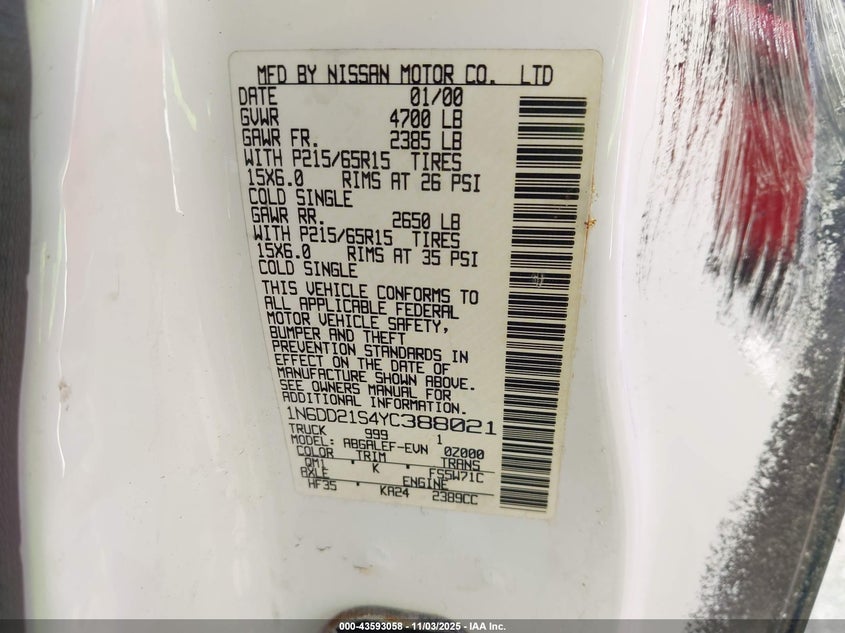 MFD BY NISSAN MOTOR CO. LTD
DATE 01/00
GVWR 4700 LB
GAWR FR. 2385 LB
WITH P215/65R15 TIRES
15X6.0 RIMS AT 26 PSI
COLD SINGLE
GAWR RR. 2650 LB
WITH P215/65R15 TIRES
15X6.0 RIMS AT 35 PSI
COLD SINGLE
THIS VEHICLE CONFORMS TO
ALL APPLICABLE FEDERAL
MOTOR VEHICLE SAFETY,
BUMPER AND THEFT
PREVENTION STANDARDS IN
EFFECT ON THE DATE OF
MANUFACTURE SHOWN ABOVE.
SEE OWNERS MANUAL FOR
ADDITIONAL INFORMATION.
1N6DD21S4YC388021
TRUCK 999 1
MODEL: ABGALEF-EVN 0Z000
COLOR TRIM TRANS
QM1 · K FS5W71C
AXLE ENGINE
HF35 · KA24 2389CC
000-43593058 - 11/03/2025 - IAA Inc.